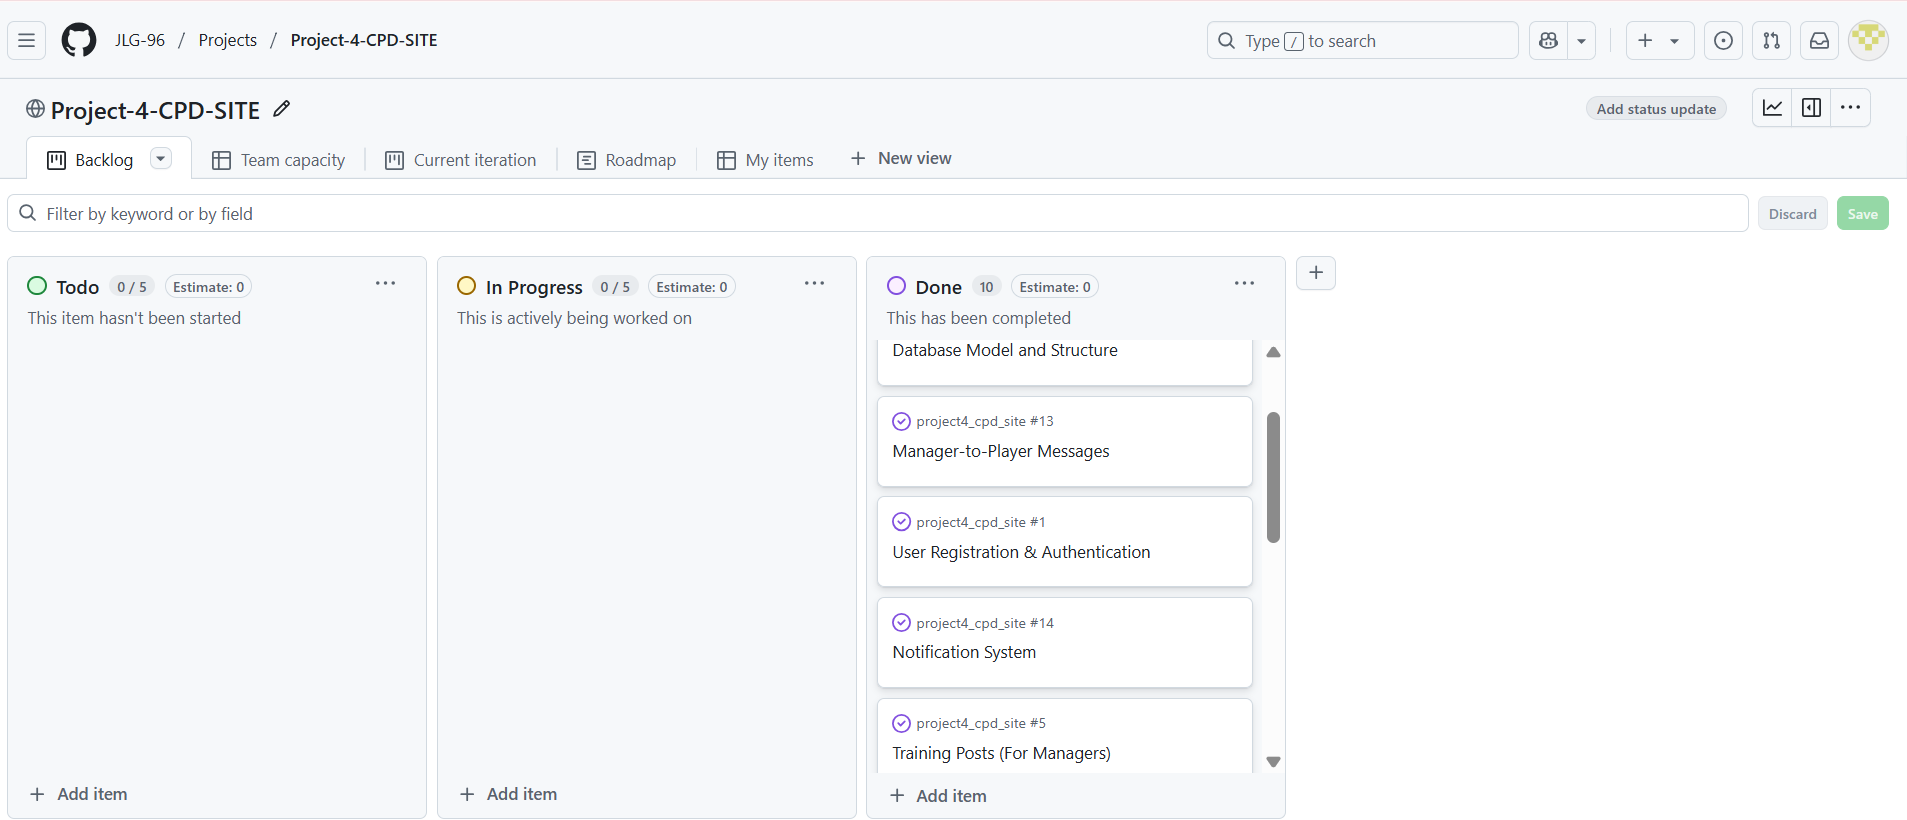 JLG-96 / Projects / Project-4-CPD-SITE
Type / to search
Project-4-CPD-SITE
Add status update
Backlog
Team capacity
Current iteration
Roadmap
My items
New view
Filter by keyword or by field
Discard
Save
Todo 0 / 5 Estimate: 0
This item hasn't been started
Add item
In Progress 0 / 5 Estimate: 0
This is actively being worked on
Add item
Done 10 Estimate: 0
This has been completed
Database Model and Structure
project4_cpd_site #13
Manager-to-Player Messages
project4_cpd_site #1
User Registration & Authentication
project4_cpd_site #14
Notification System
project4_cpd_site #5
Training Posts (For Managers)
Add item